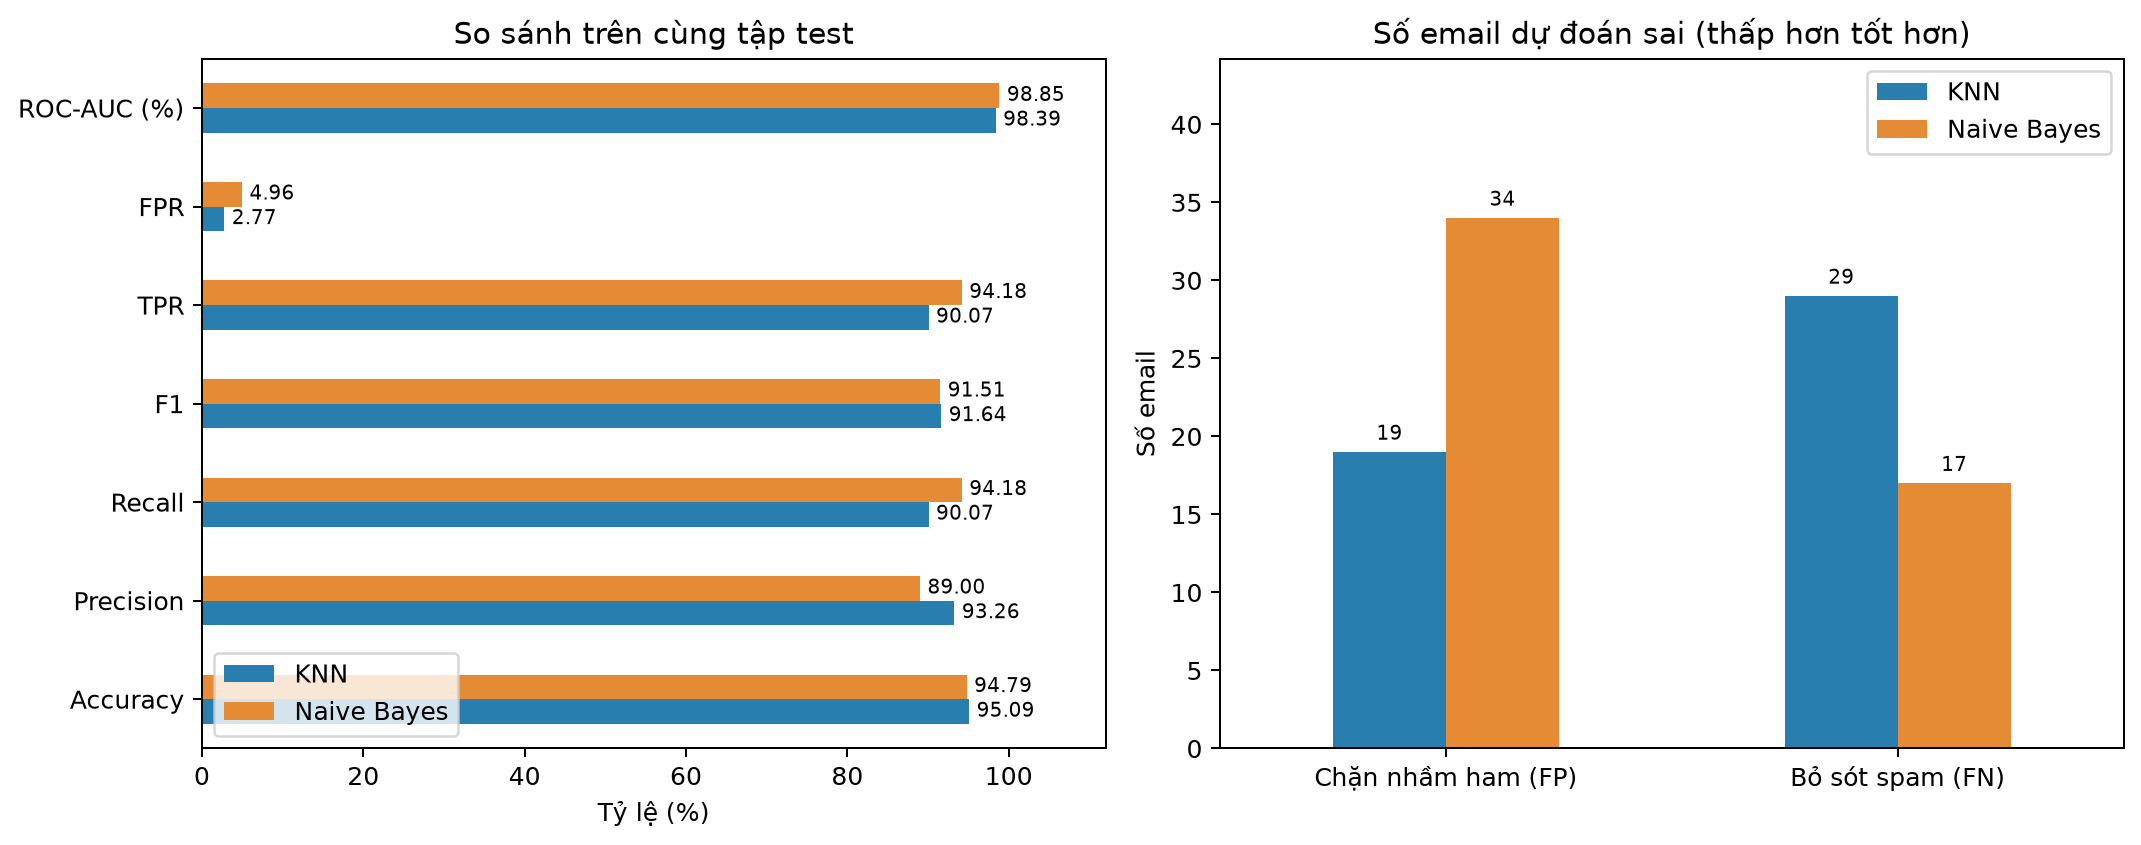 So sánh trên cùng tập test
ROC-AUC (%)
98.85
98.39
FPR
4.96
2.77
TPR
94.18
90.07
F1
91.51
91.64
Recall
94.18
90.07
Precision
89.00
93.26
Accuracy
94.79
95.09
KNN
Naive Bayes
0 20 40 60 80 100
Tỷ lệ (%)
Số email dự đoán sai (thấp hơn tốt hơn)
KNN
Naive Bayes
40
35
30
25
20
15
10
5
0
Số email
19
34
29
17
Chặn nhầm ham (FP)
Bỏ sót spam (FN)